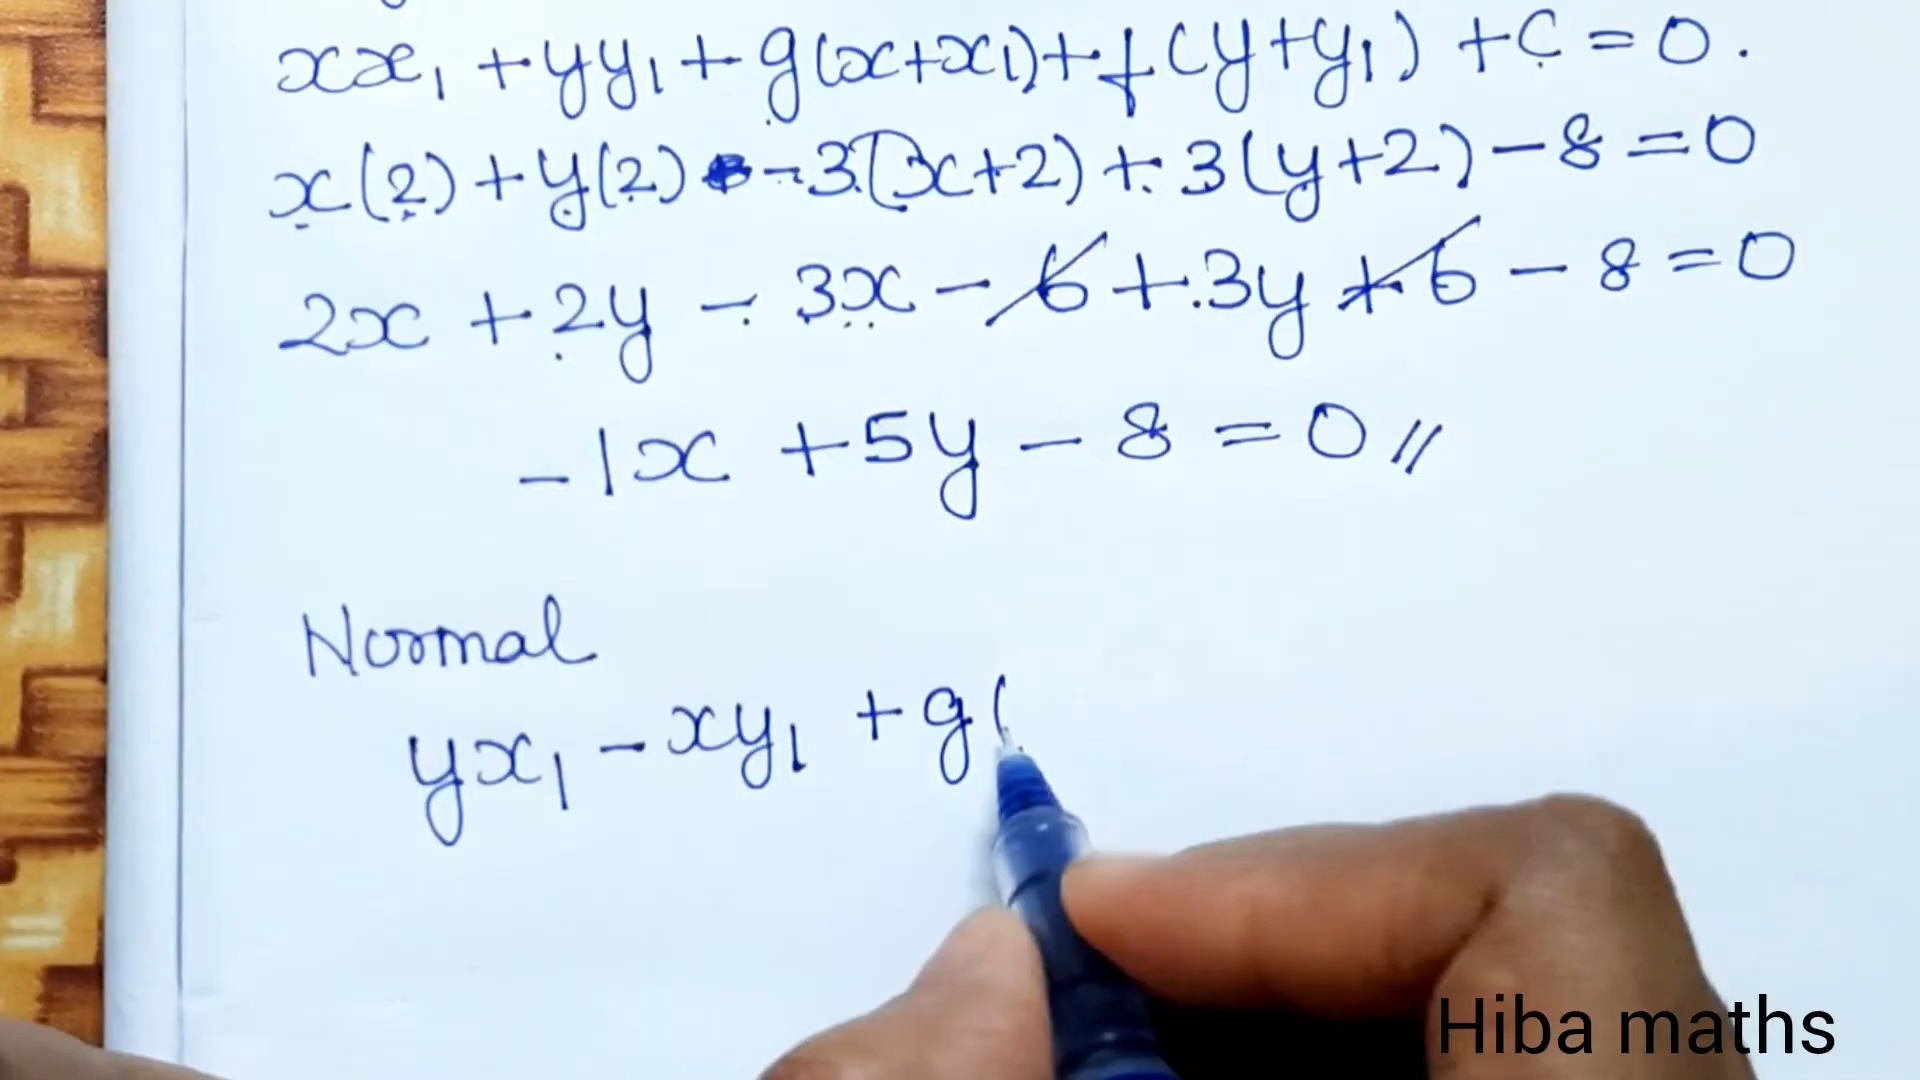 xx₁ + yy₁ + g(x+x₁) + f(y+y₁) + c = 0.
x(2) + y(2) - 3(x+2) + 3(y+2) - 8 = 0
2x + 2y - 3x - 6 + 3y + 6 - 8 = 0
-1x + 5y - 8 = 0 //
Normal
yx₁ - xy₁ + g(
Hiba maths